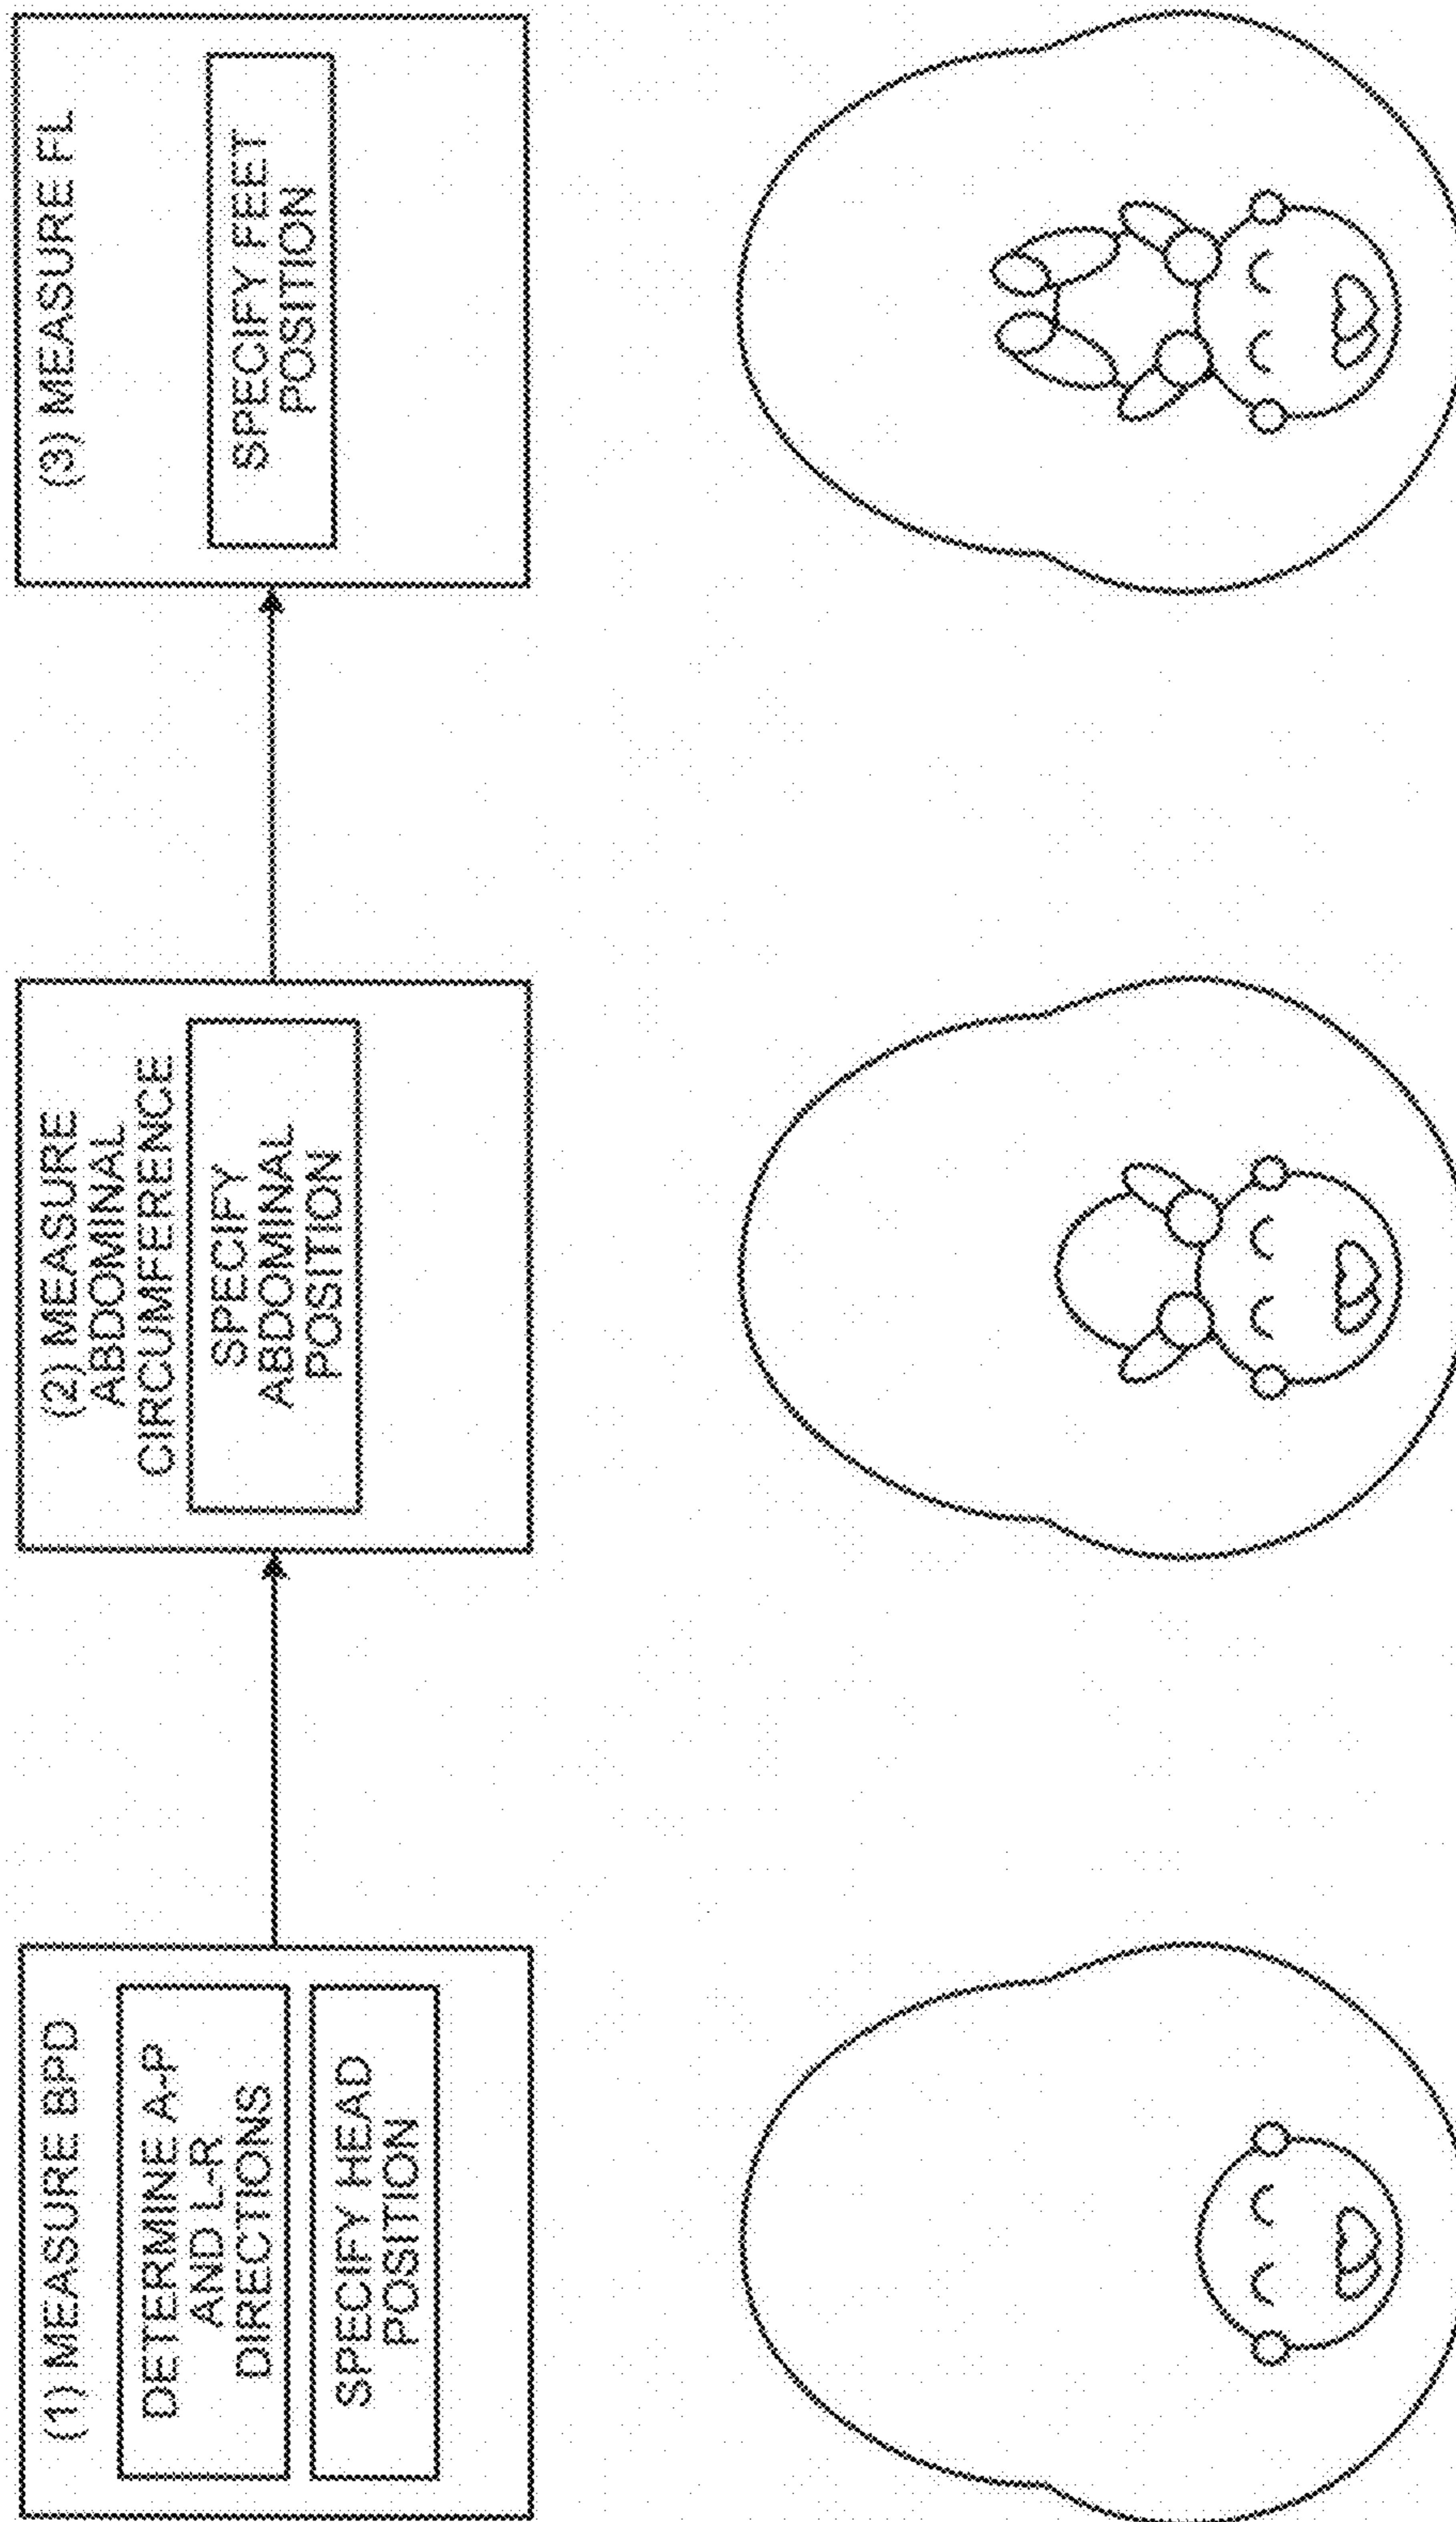 (1) MEASURE BPD
DETERMINE A-P
AND L-R
DIRECTIONS
SPECIFY HEAD
POSITION
(2) MEASURE
ABDOMINAL
CIRCUMFERENCE
SPECIFY
ABDOMINAL
POSITION
(3) MEASURE FL
SPECIFY FEET
POSITION